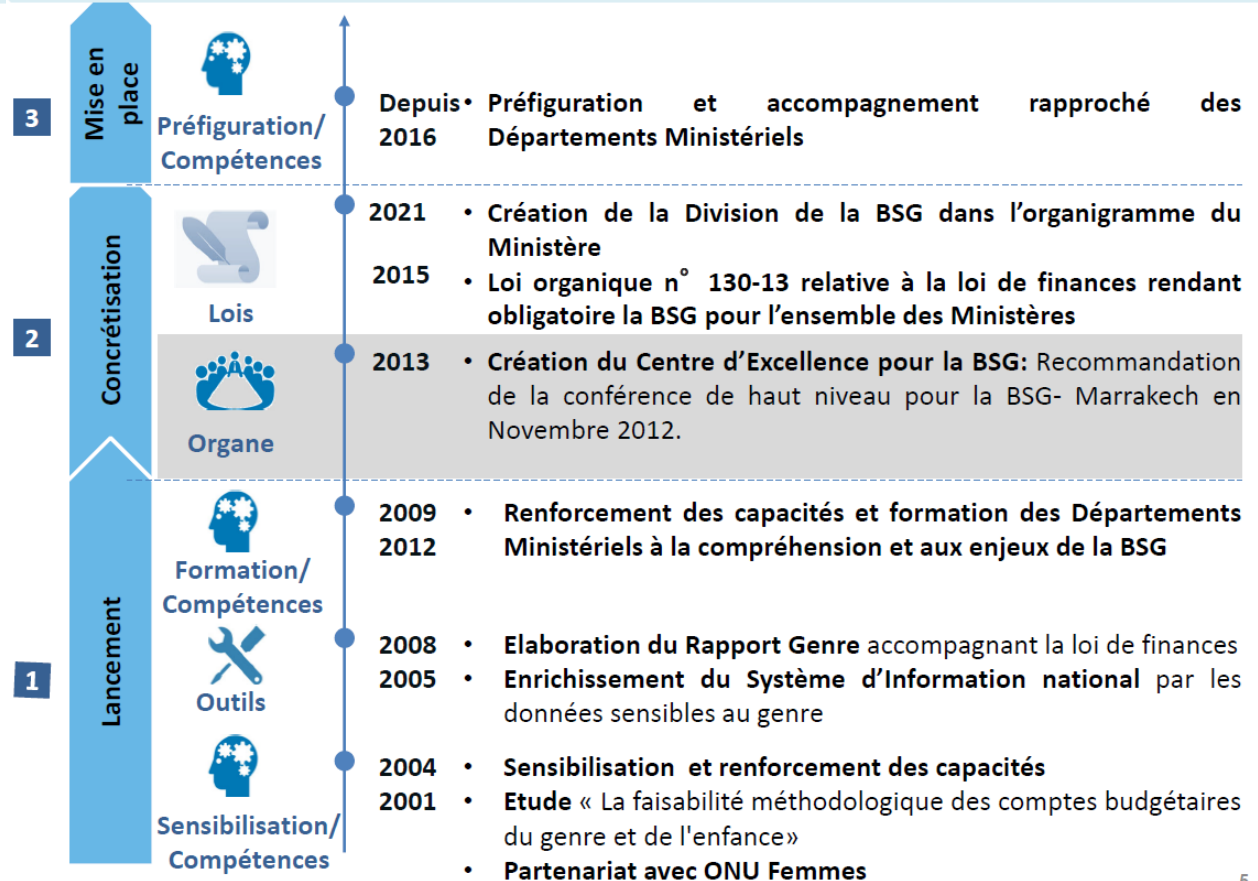 3
Mise en
place
Préfiguration/
Compétences
Depuis • Préfiguration et accompagnement rapproché des
2016 Départements Ministériels
2
Concrétisation
Lois
2021 • Création de la Division de la BSG dans l’organigramme du
Ministère
2015 • Loi organique n° 130-13 relative à la loi de finances rendant
obligatoire la BSG pour l’ensemble des Ministères
Organe
2013 • Création du Centre d’Excellence pour la BSG: Recommandation
de la conférence de haut niveau pour la BSG- Marrakech en
Novembre 2012.
1
Lancement
Formation/
Compétences
2009 • Renforcement des capacités et formation des Départements
2012 Ministériels à la compréhension et aux enjeux de la BSG
Outils
2008 • Elaboration du Rapport Genre accompagnant la loi de finances
2005 • Enrichissement du Système d’Information national par les
données sensibles au genre
Sensibilisation/
Compétences
2004 • Sensibilisation et renforcement des capacités
2001 • Etude « La faisabilité méthodologique des comptes budgétaires
du genre et de l'enfance»
• Partenariat avec ONU Femmes
5